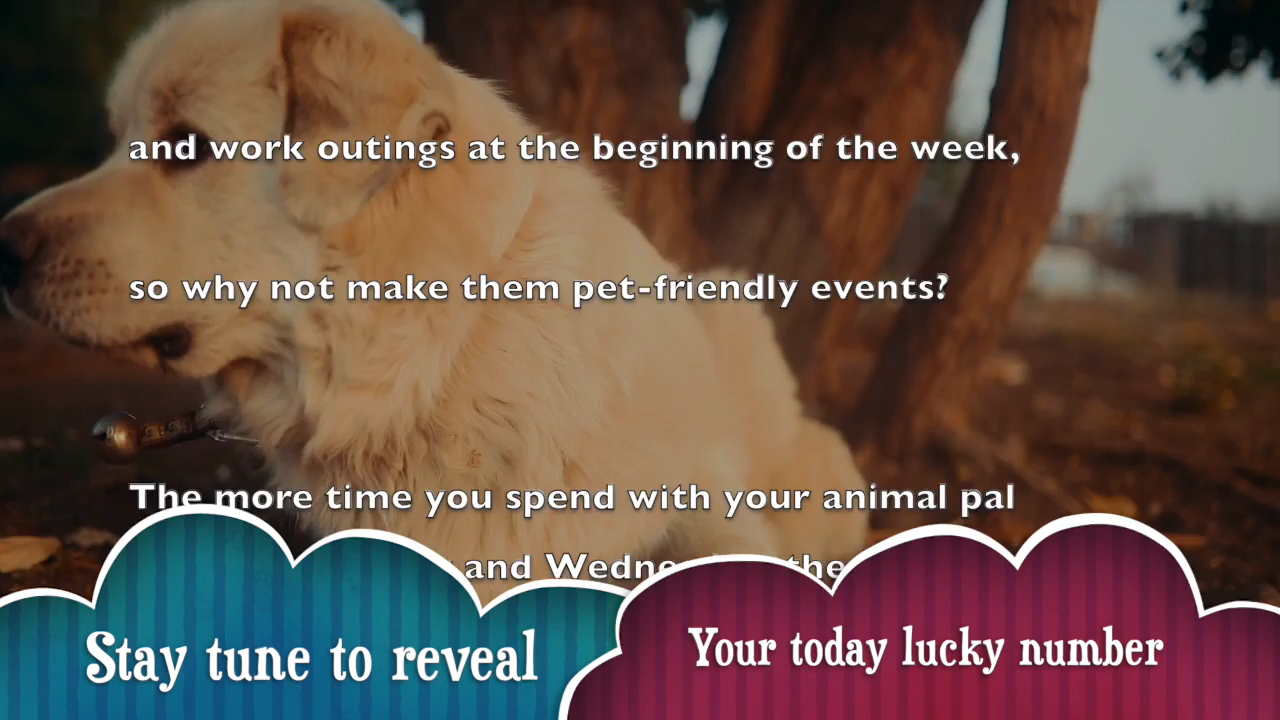 and work outings at the beginning of the week,
so why not make them pet-friendly events?
The more time you spend with your animal pal
and the
Stay tune to reveal
Your today lucky number